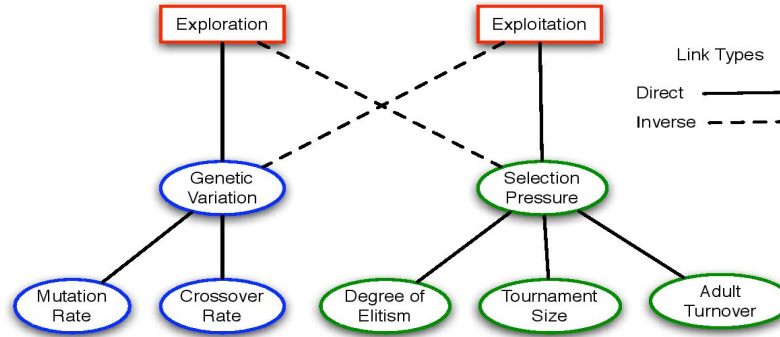 Exploration
Exploitation
Link Types
Direct
Inverse
Genetic
Variation
Selection
Pressure
Mutation
Rate
Crossover
Rate
Degree of
Elitism
Tournament
Size
Adult
Turnover